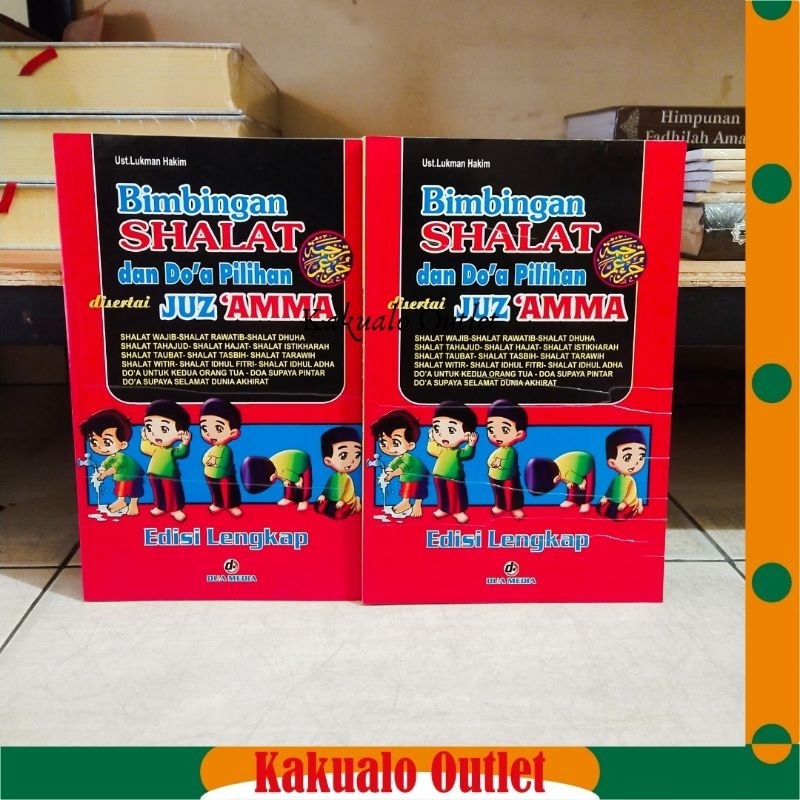 Himpunan
Fadhilah Ama
Ust.Lukman Hakim
Bimbingan
SHALAT
dan Do'a Pilihan
disertai JUZ 'AMMA
SHALAT WAJIB-SHALAT RAWATIB-SHALAT DHUHA
SHALAT TAHAJUD- SHALAT HAJAT- SHALAT ISTIKHARAH
SHALAT TAUBAT- SHALAT TASBIH- SHALAT TARAWIH
SHALAT WITIR- SHALAT IDHUL FITRI- SHALAT IDHUL ADHA
DO'A UNTUK KEDUA ORANG TUA - DOA SUPAYA PINTAR
DO'A SUPAYA SELAMAT DUNIA AKHIRAT
Edisi Lengkap
DUA MEDIA
Ust.Lukman Hakim
Bimbingan
SHALAT
dan Do'a Pilihan
disertai JUZ 'AMMA
SHALAT WAJIB-SHALAT RAWATIB-SHALAT DHUHA
SHALAT TAHAJUD- SHALAT HAJAT- SHALAT ISTIKHARAH
SHALAT TAUBAT- SHALAT TASBIH- SHALAT TARAWIH
SHALAT WITIR- SHALAT IDHUL FITRI- SHALAT IDHUL ADHA
DO'A UNTUK KEDUA ORANG TUA - DOA SUPAYA PINTAR
DO'A SUPAYA SELAMAT DUNIA AKHIRAT
Edisi Lengkap
DUA MEDIA
Kakualo Outlet
Kakualo Outlet